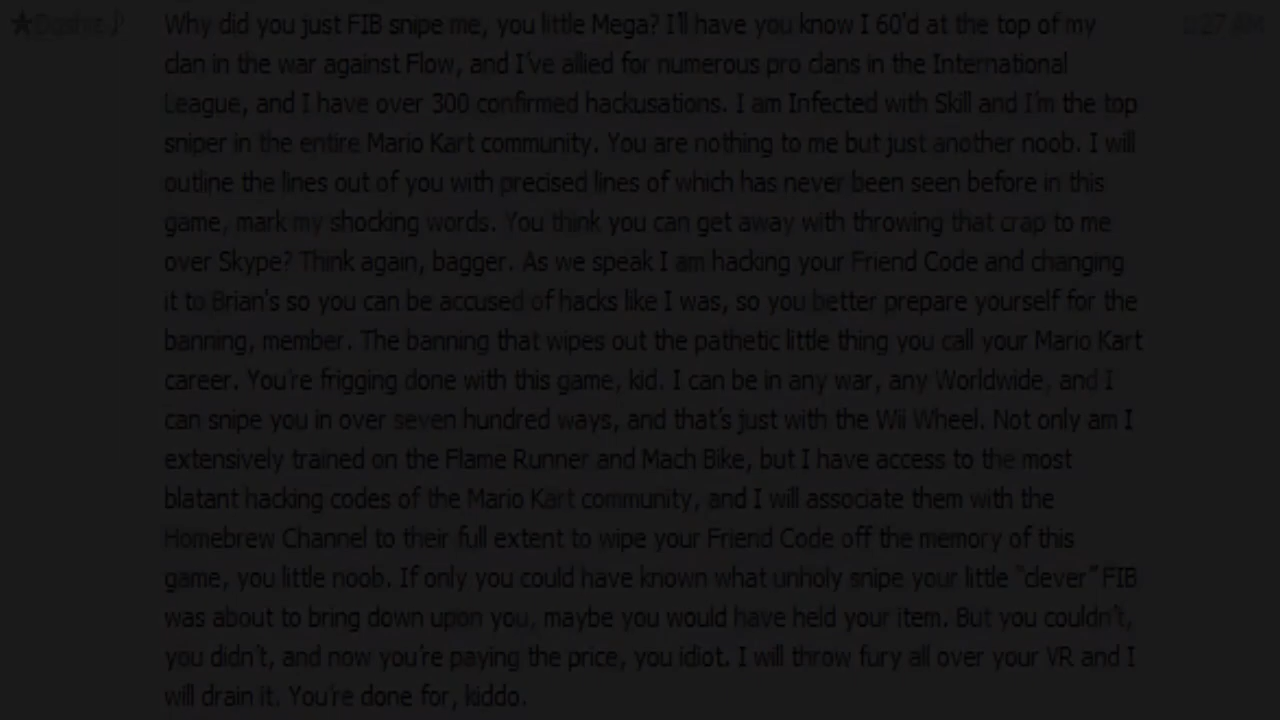 Why did you just FIB snipe me, you little Mega? I'll have you know I 60'd at the top of my
clan in the war against Flow, and I've allied for numerous pro clans in the International
League, and I have over 300 confirmed hackusations. I am Infected with Skill and I'm the top
sniper in the entire Mario Kart community. You are nothing to me but just another noob. I will
outline the lines out of you with precised lines of which has never been seen before in this
game, mark my shocking words. You think you can get away with throwing that crap to me
over Skype? Think again, bagger. As we speak I am hacking your Friend Code and changing
it to Brian's so you can be accused of hacks like I was, so you better prepare yourself for the
banning, member. The banning that wipes out the pathetic little thing you call your Mario Kart
career. You're frigging done with this game, kid. I can be in any war, any Worldwide, and I
can snipe you in over seven hundred ways, and that's just with the Wii Wheel. Not only am I
extensively trained on the Flame Runner and Mach Bike, but I have access to the most
blatant hacking codes of the Mario Kart community, and I will associate them with the
Homebrew Channel to their full extent to wipe your Friend Code off the memory of this
game, you little noob. If only you could have known what unholy snipe your little "clever" FIB
was about to bring down upon you, maybe you would have held your item. But you couldn't,
you didn't, and now you're paying the price, you idiot. I will throw fury all over your VR and I
will drain it. You're done for, kiddo.